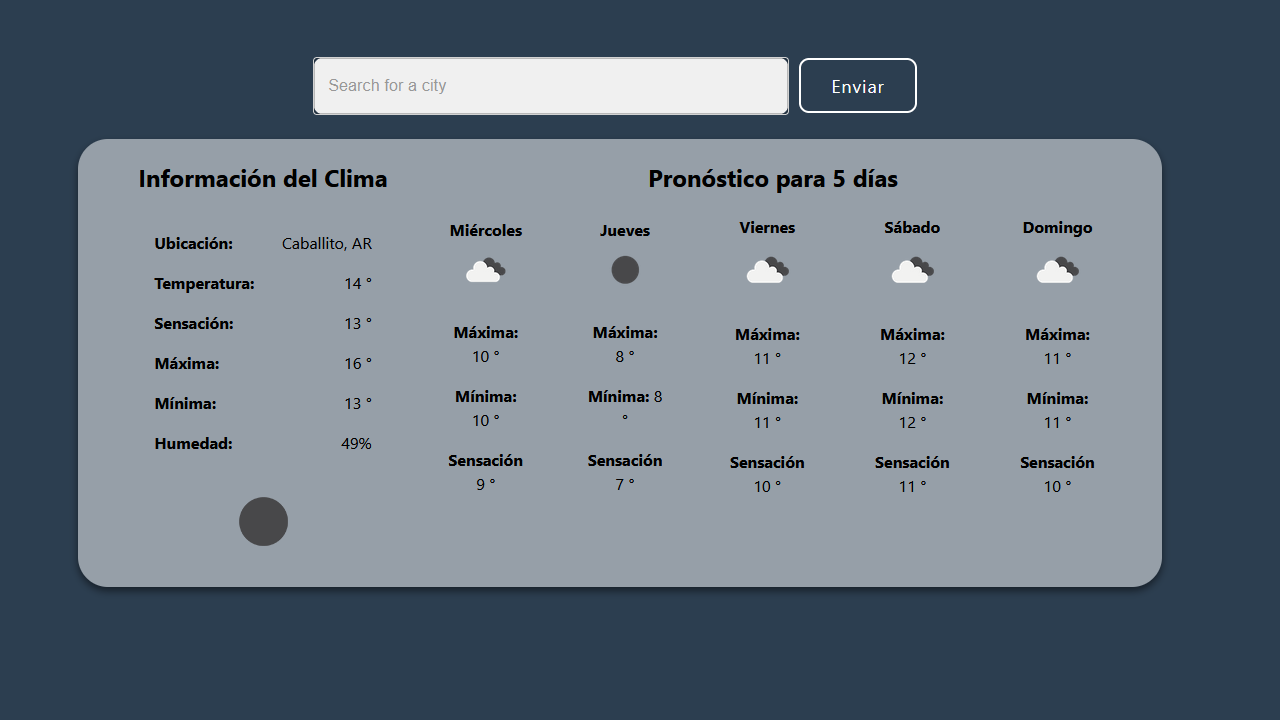 Search for a city
Enviar
Información del Clima
Ubicación: Caballito, AR
Temperatura: 14 °
Sensación: 13 °
Máxima: 16 °
Mínima: 13 °
Humedad: 49%
Pronóstico para 5 días
Miércoles
Máxima:
10 °
Mínima:
10 °
Sensación
9 °
Jueves
Máxima:
8 °
Mínima: 8
°
Sensación
7 °
Viernes
Máxima:
11 °
Mínima:
11 °
Sensación
10 °
Sábado
Máxima:
12 °
Mínima:
12 °
Sensación
11 °
Domingo
Máxima:
11 °
Mínima:
11 °
Sensación
10 °